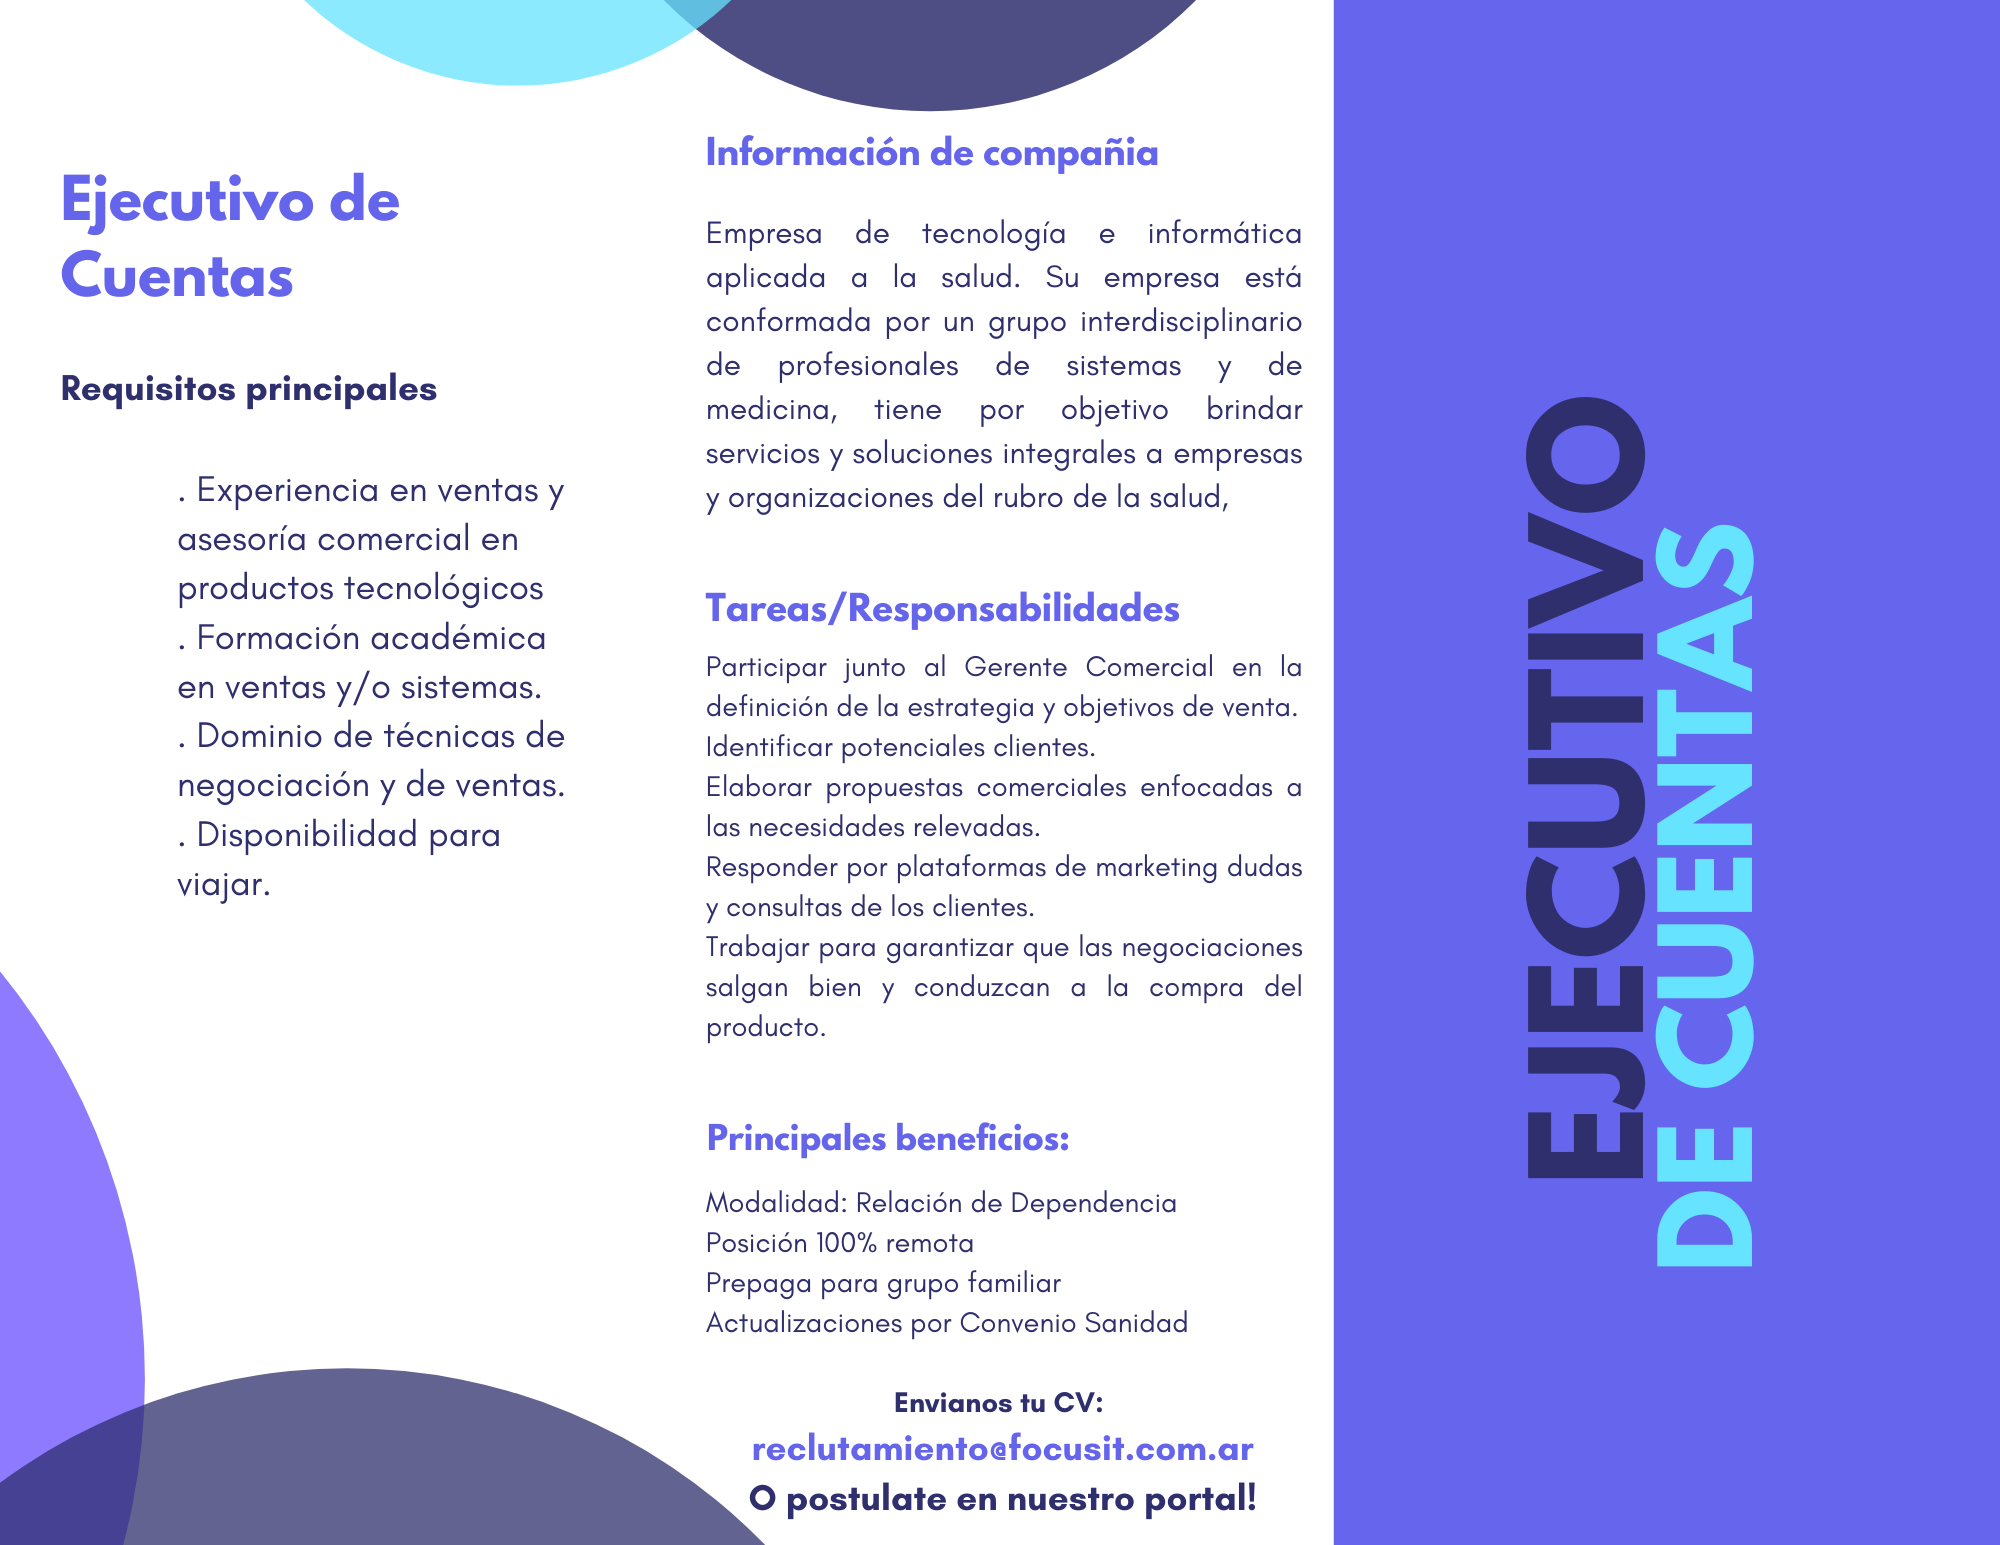 Ejecutivo de
Cuentas
Requisitos principales
. Experiencia en ventas y
asesoría comercial en
productos tecnológicos
. Formación académica
en ventas y/o sistemas.
. Dominio de técnicas de
negociación y de ventas.
. Disponibilidad para
viajar.
Información de compañia
Empresa de tecnología e informática
aplicada a la salud. Su empresa está
conformada por un grupo interdisciplinario
de profesionales de sistemas y de
medicina, tiene por objetivo brindar
servicios y soluciones integrales a empresas
y organizaciones del rubro de la salud,
Tareas/Responsabilidades
Participar junto al Gerente Comercial en la
definición de la estrategia y objetivos de venta.
Identificar potenciales clientes.
Elaborar propuestas comerciales enfocadas a
las necesidades relevadas.
Responder por plataformas de marketing dudas
y consultas de los clientes.
Trabajar para garantizar que las negociaciones
salgan bien y conduzcan a la compra del
producto.
Principales beneficios:
Modalidad: Relación de Dependencia
Posición 100% remota
Prepaga para grupo familiar
Actualizaciones por Convenio Sanidad
Envianos tu CV:
reclutamiento@focusit.com.ar
O postulate en nuestro portal!
EJECUTIVO
DE CUENTAS